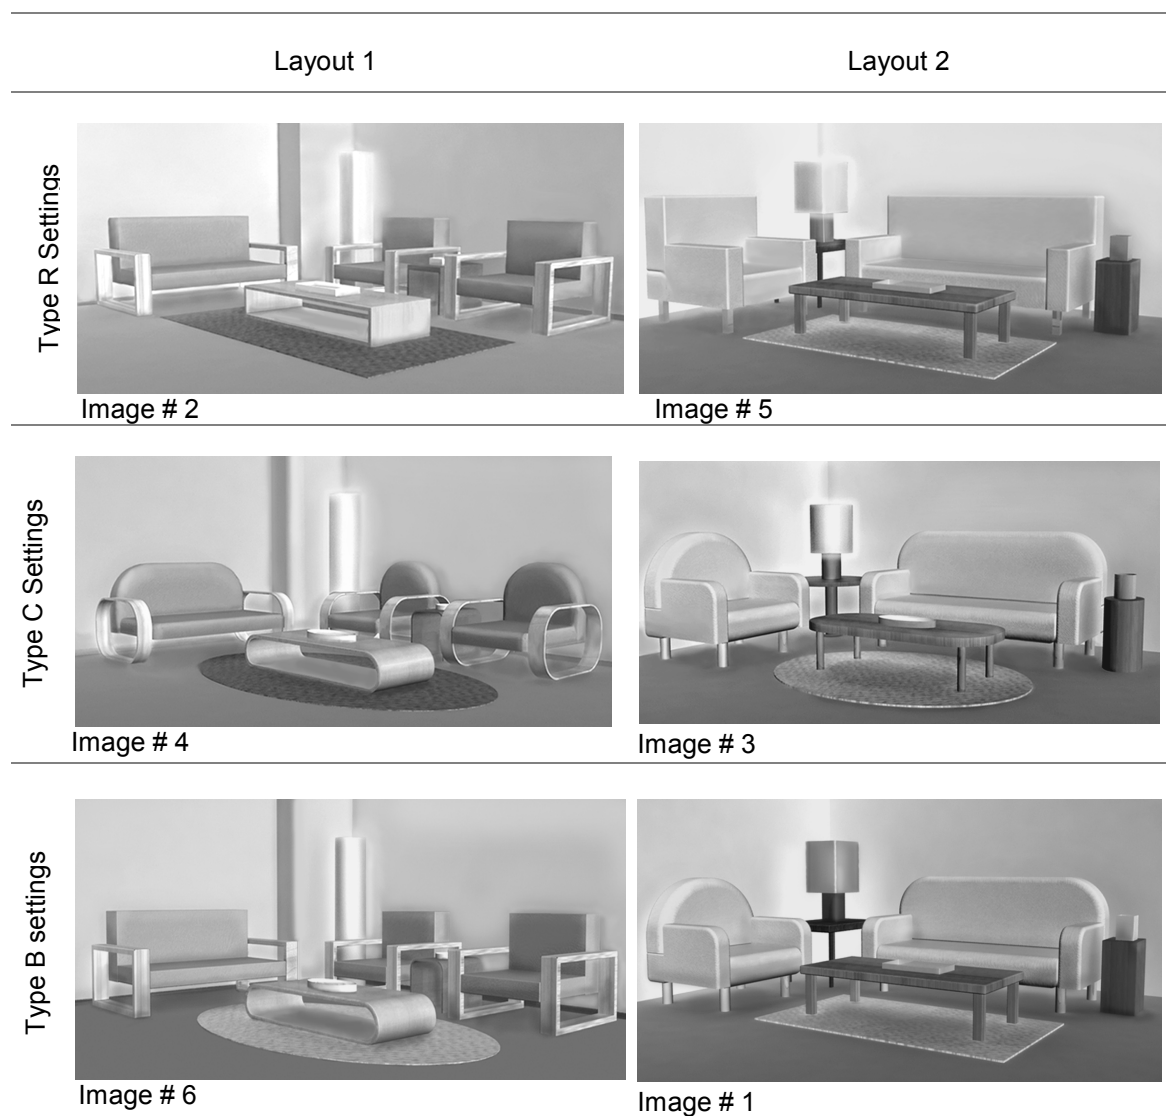 Layout 1
Layout 2
Type R Settings
Image # 2
Image # 5
Type C Settings
Image # 4
Image # 3
Type B settings
Image # 6
Image # 1